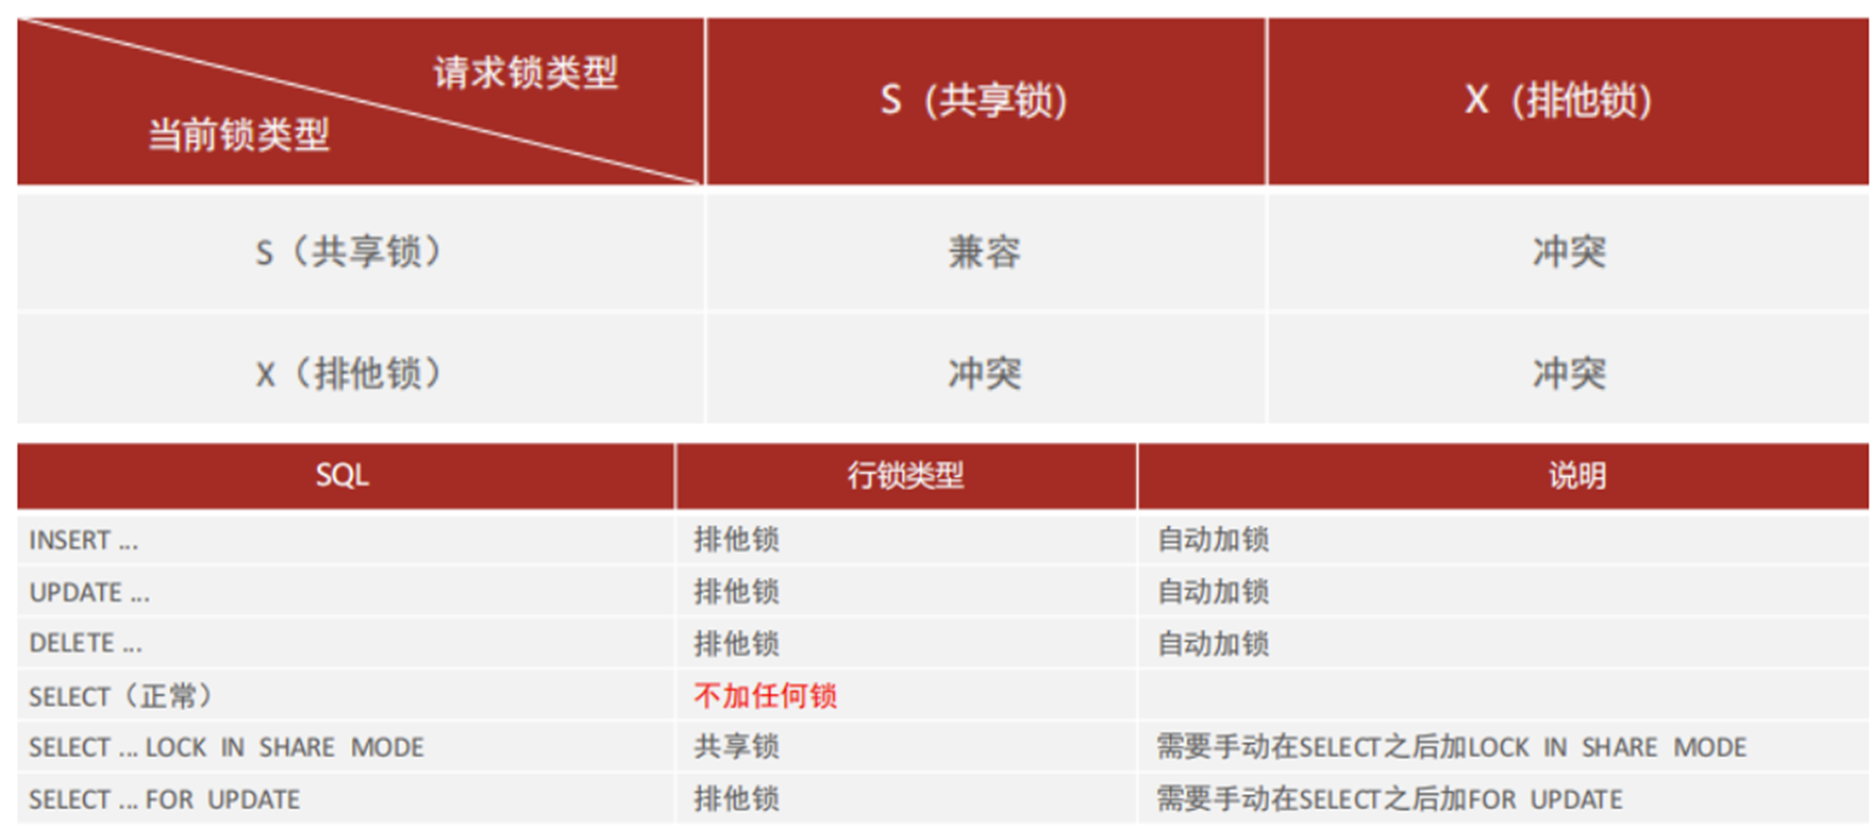 请求锁类型
当前锁类型
S（共享锁）
X（排他锁）
S（共享锁）
兼容
冲突
X（排他锁）
冲突
冲突
SQL
行锁类型
说明
INSERT ...
排他锁
自动加锁
UPDATE ...
排他锁
自动加锁
DELETE ...
排他锁
自动加锁
SELECT（正常）
不加任何锁
SELECT ... LOCK IN SHARE MODE
共享锁
需要手动在SELECT之后加LOCK IN SHARE MODE
SELECT ... FOR UPDATE
排他锁
需要手动在SELECT之后加FOR UPDATE